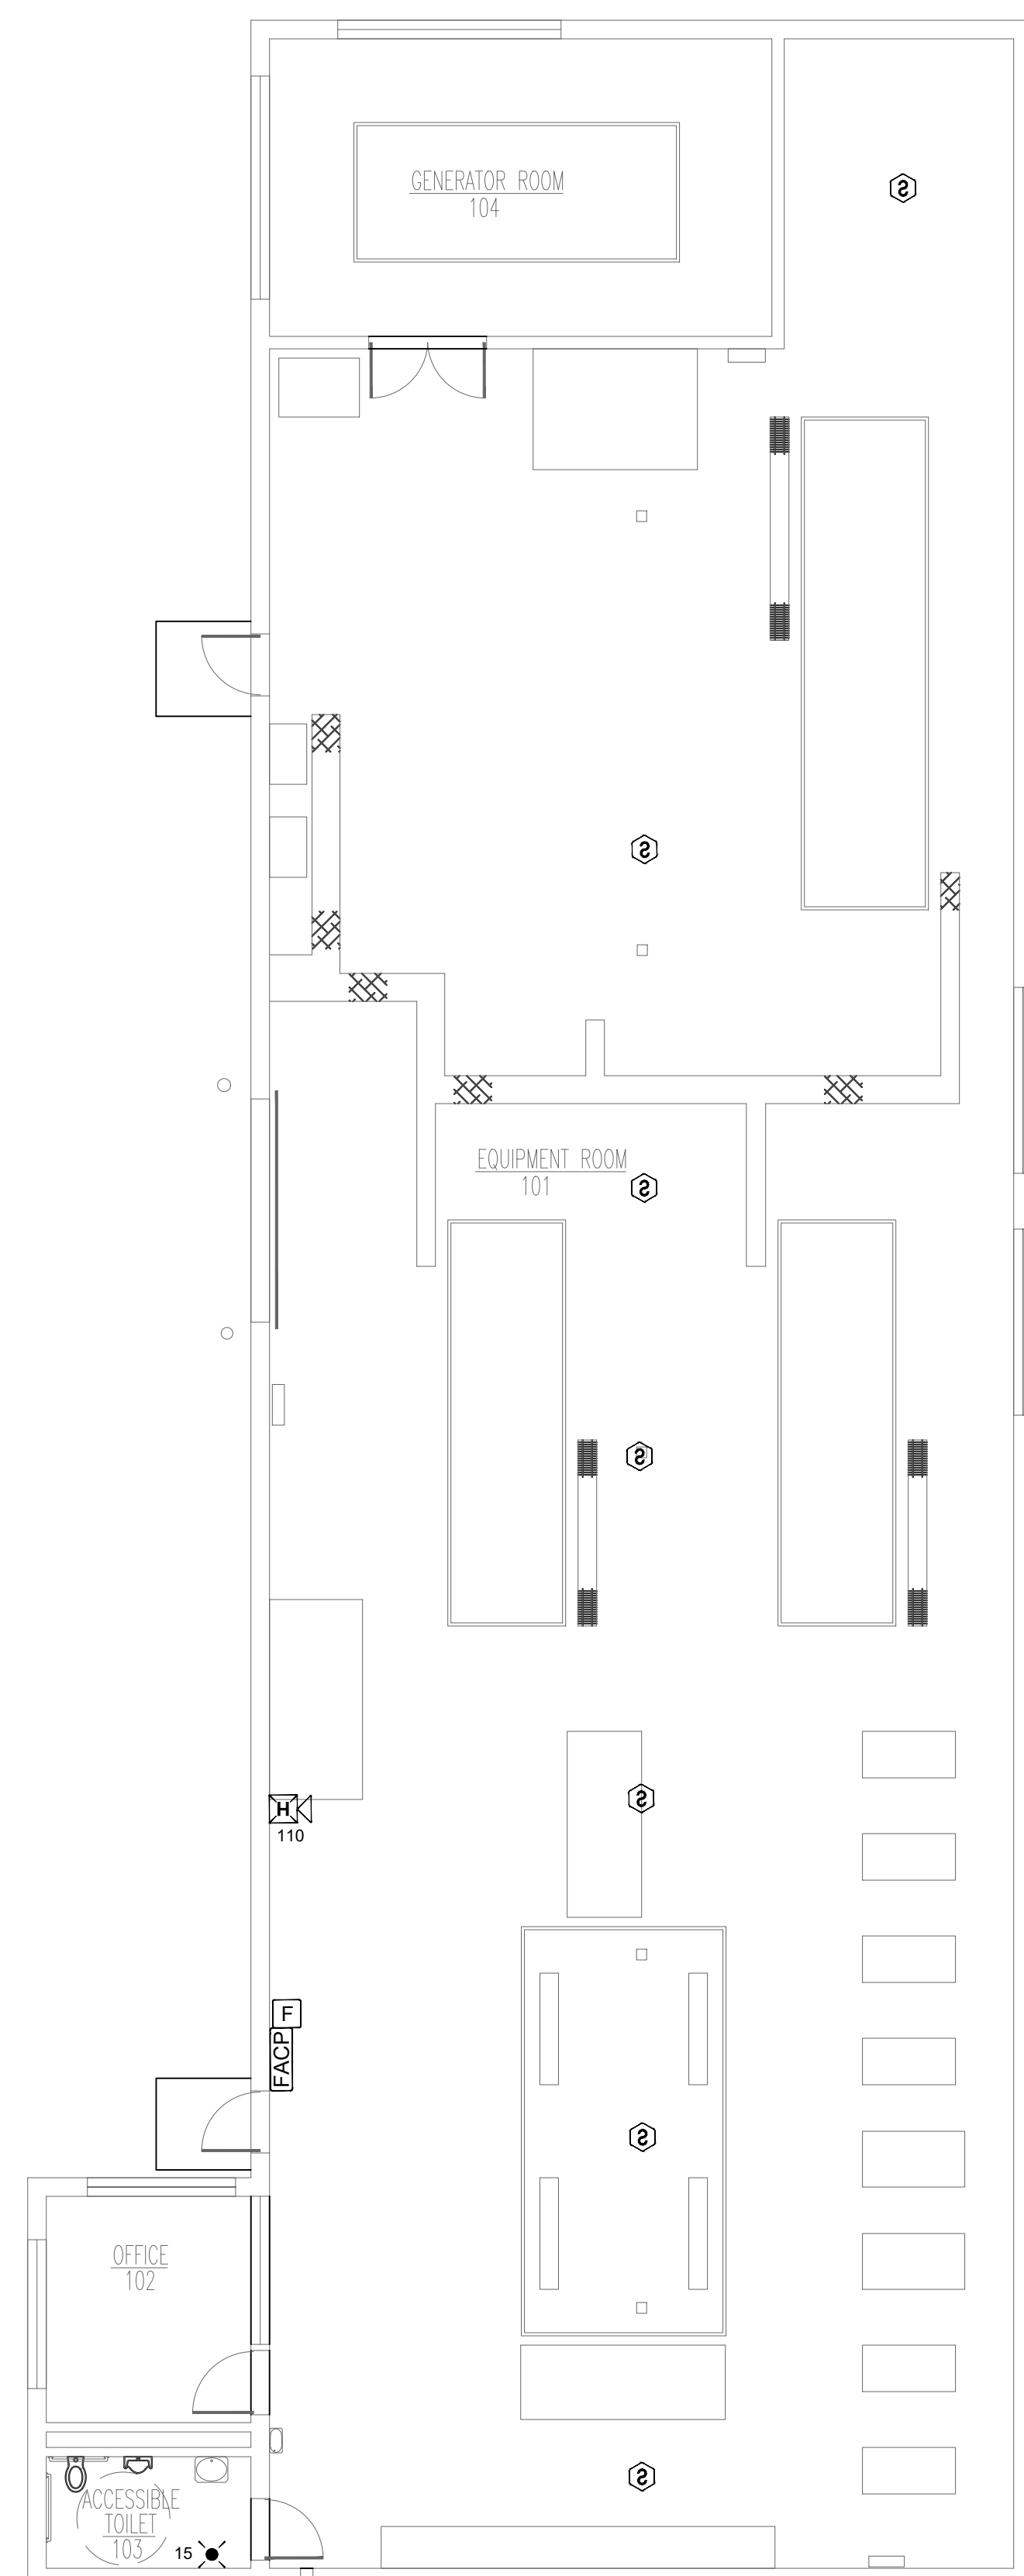 GENERATOR ROOM
104
S
S
EQUIPMENT ROOM
101
S
S
S
H
110
F
FACP
S
OFFICE
102
S
ACCESSIBLE
TOILET
103
15